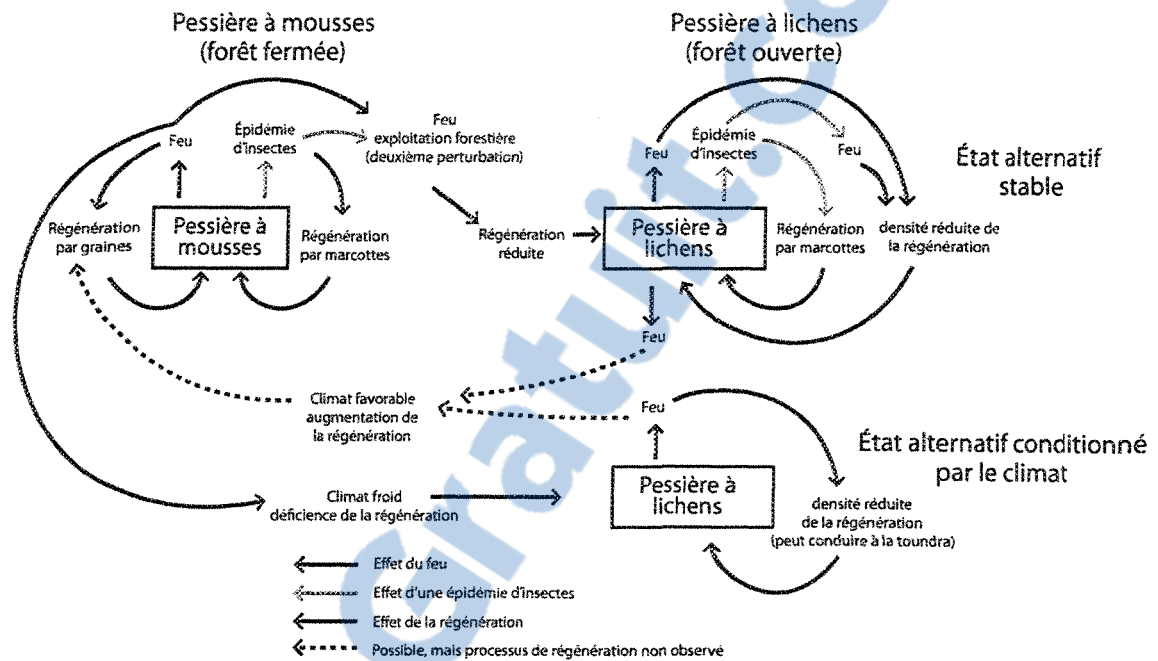 Pessière à mousses
(forêt fermée)
Pessière à lichens
(forêt ouverte)
Feu
Épidémie
d'insectes
Feu
exploitation forestière
(deuxième perturbation)
Régénération
par graines
Pessière à
mousses
Régénération
par marcottes
Régénération
réduite
Feu
Épidémie
d'insectes
Feu
État alternatif
stable
Pessière à
lichens
Régénération
par marcottes
densité réduite de
la régénération
Feu
Climat favorable
augmentation de
la régénération
Feu
État alternatif conditionné
par le climat
Climat froid
déficience de la régénération
Pessière à
lichens
densité réduite
de la régénération
(peut conduire à la toundra)
Effet du feu
Effet d'une épidémie d'insectes
Effet de la régénération
Possible, mais processus de régénération non observé
Gratuit.co